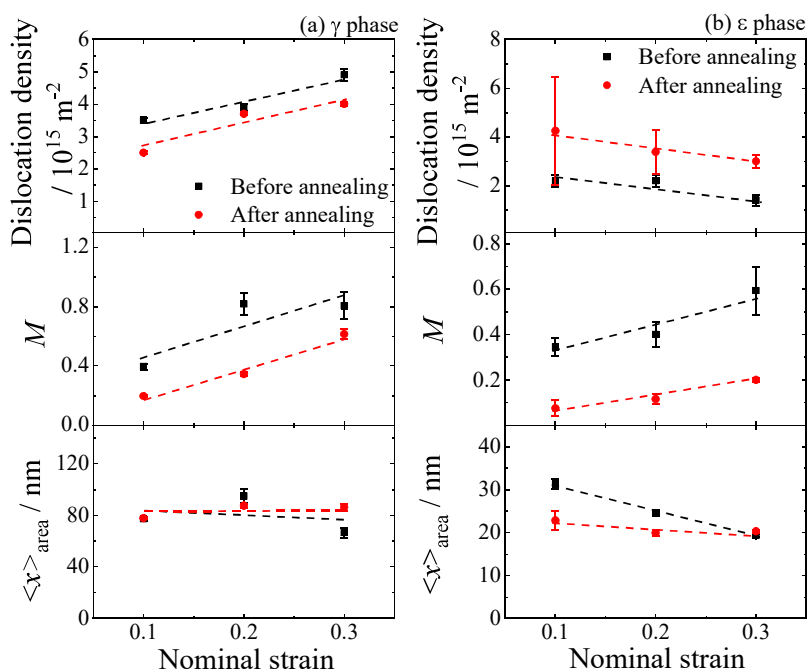 (a) γ phase
Dislocation density
/ 10^15 m^-2
6
5
4
3
2
1
Before annealing
After annealing
M
1.2
0.8
0.4
0.0
<x>area / nm
120
80
40
0
0.1 0.2 0.3
Nominal strain
(b) ε phase
Dislocation density
/ 10^15 m^-2
8
6
4
2
Before annealing
After annealing
M
0.8
0.6
0.4
0.2
<x>area / nm
40
30
20
10
0
0.1 0.2 0.3
Nominal strain